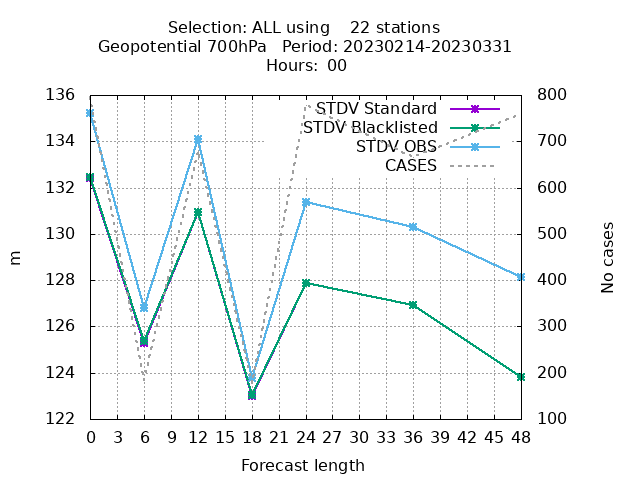 Selection: ALL using    22 stations
Geopotential 700hPa   Period: 20230214-20230331
Hours: 00
136
134
132
130
128
126
124
122
m
800
700
600
500
400
300
200
100
No cases
STDV Standard
STDV Blacklisted
STDV OBS
CASES
0 3 6 9 12 15 18 21 24 27 30 33 36 39 42 45 48
Forecast length